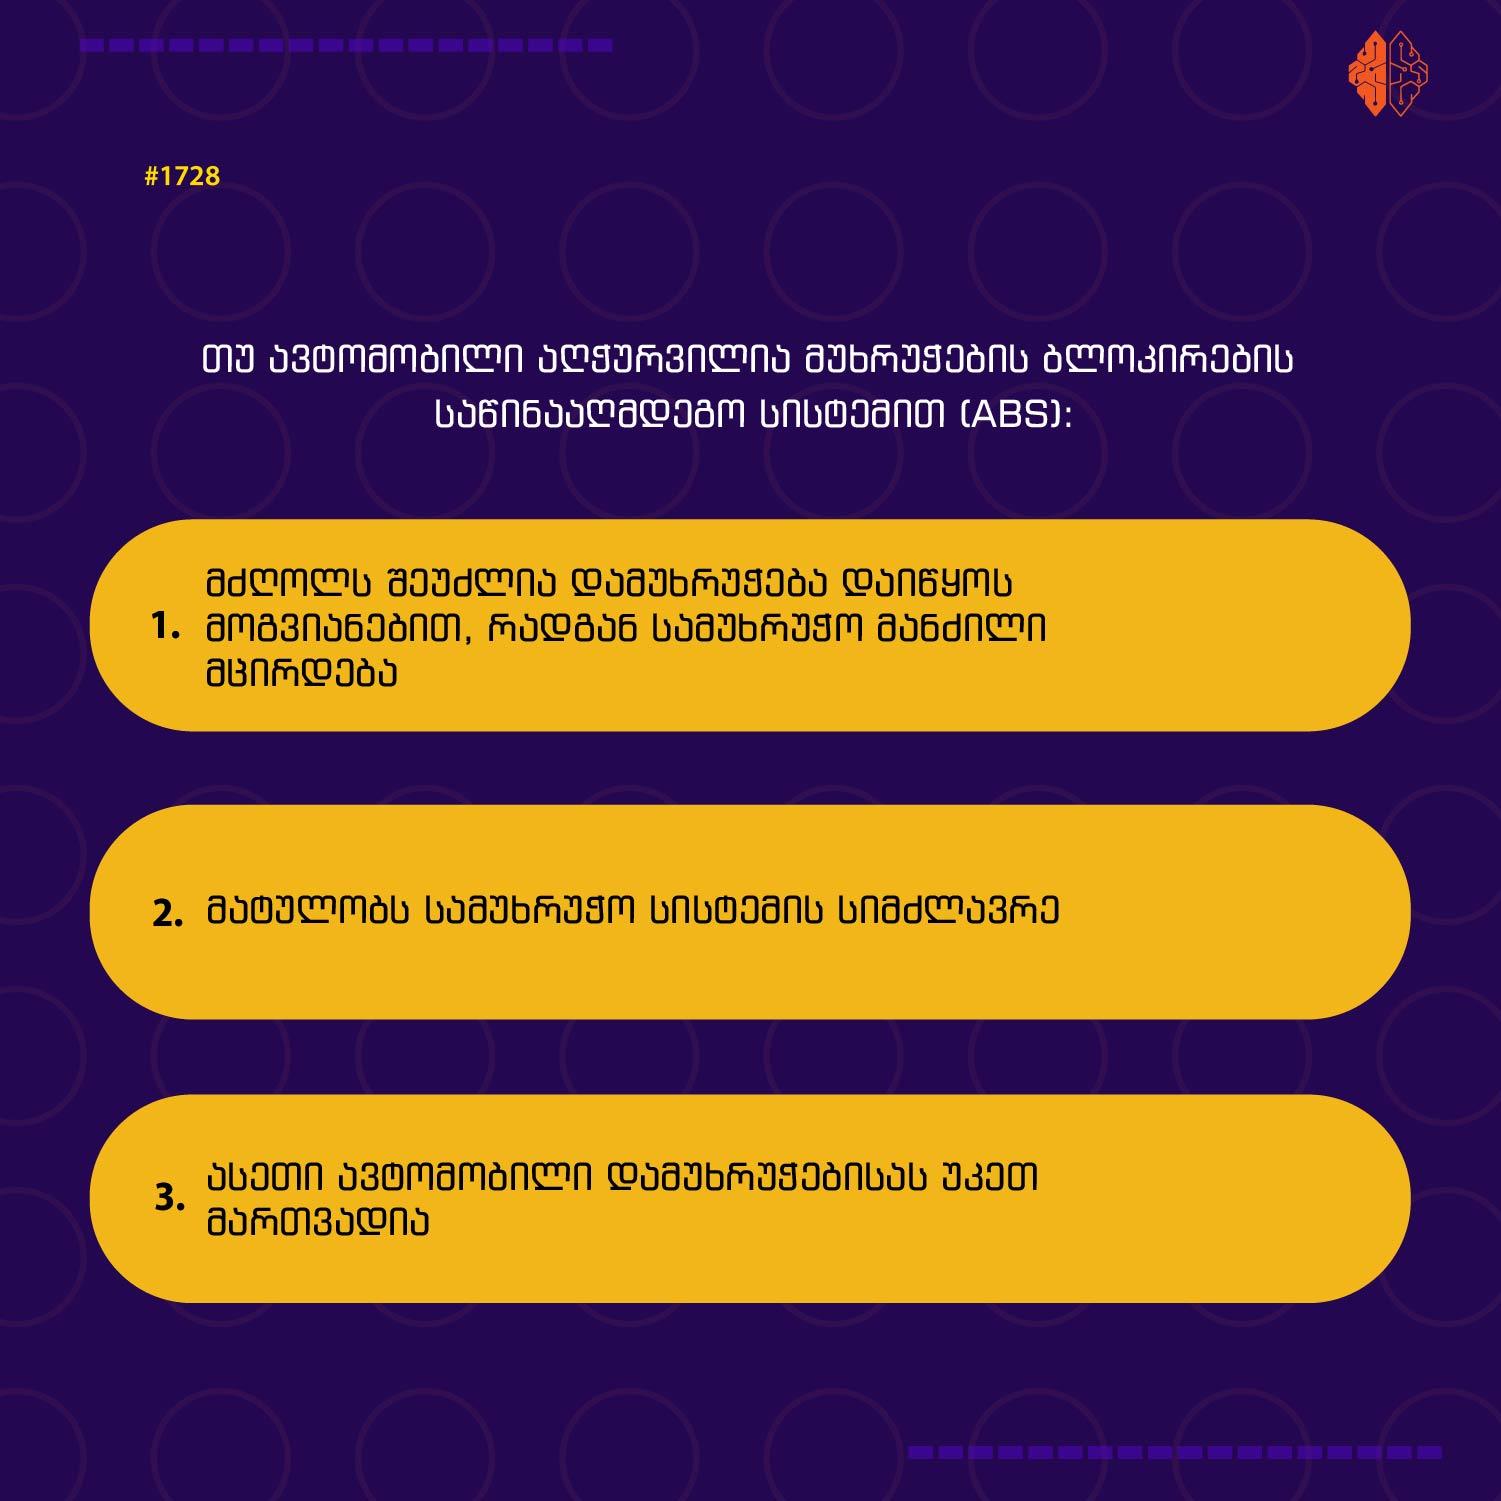 #1728
თუ ავტომობილი აღჭურვილია მუხრუჭების ბლოკირების
საწინააღმდეგო სისტემით (ABS):
1. მძღოლს შეუძლია დამუხრუჭება დაიწყოს
მოგვიანებით, რადგან სამუხრუჭო მანძილი
მცირდება
2. მატულობს სამუხრუჭო სისტემის სიმძლავრე
3. ასეთი ავტომობილი დამუხრუჭებისას უკეთ
მართვადია